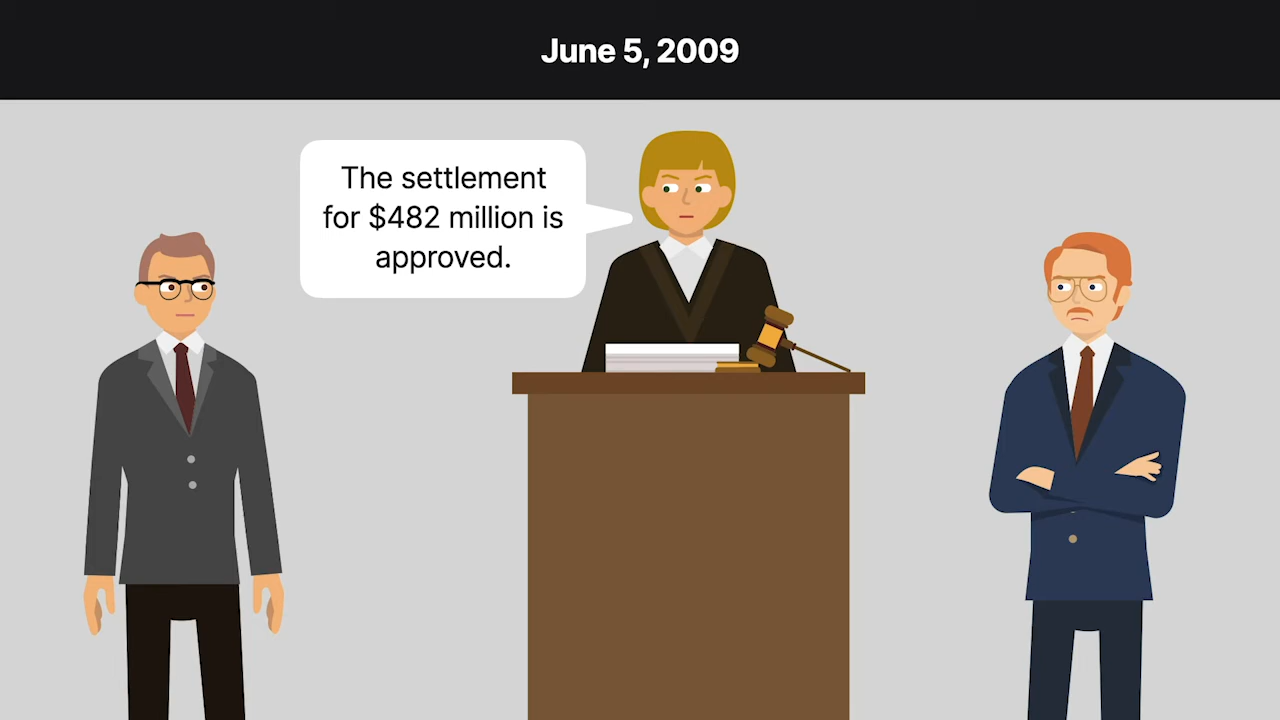 June 5, 2009
The settlement
for $482 million is
approved.